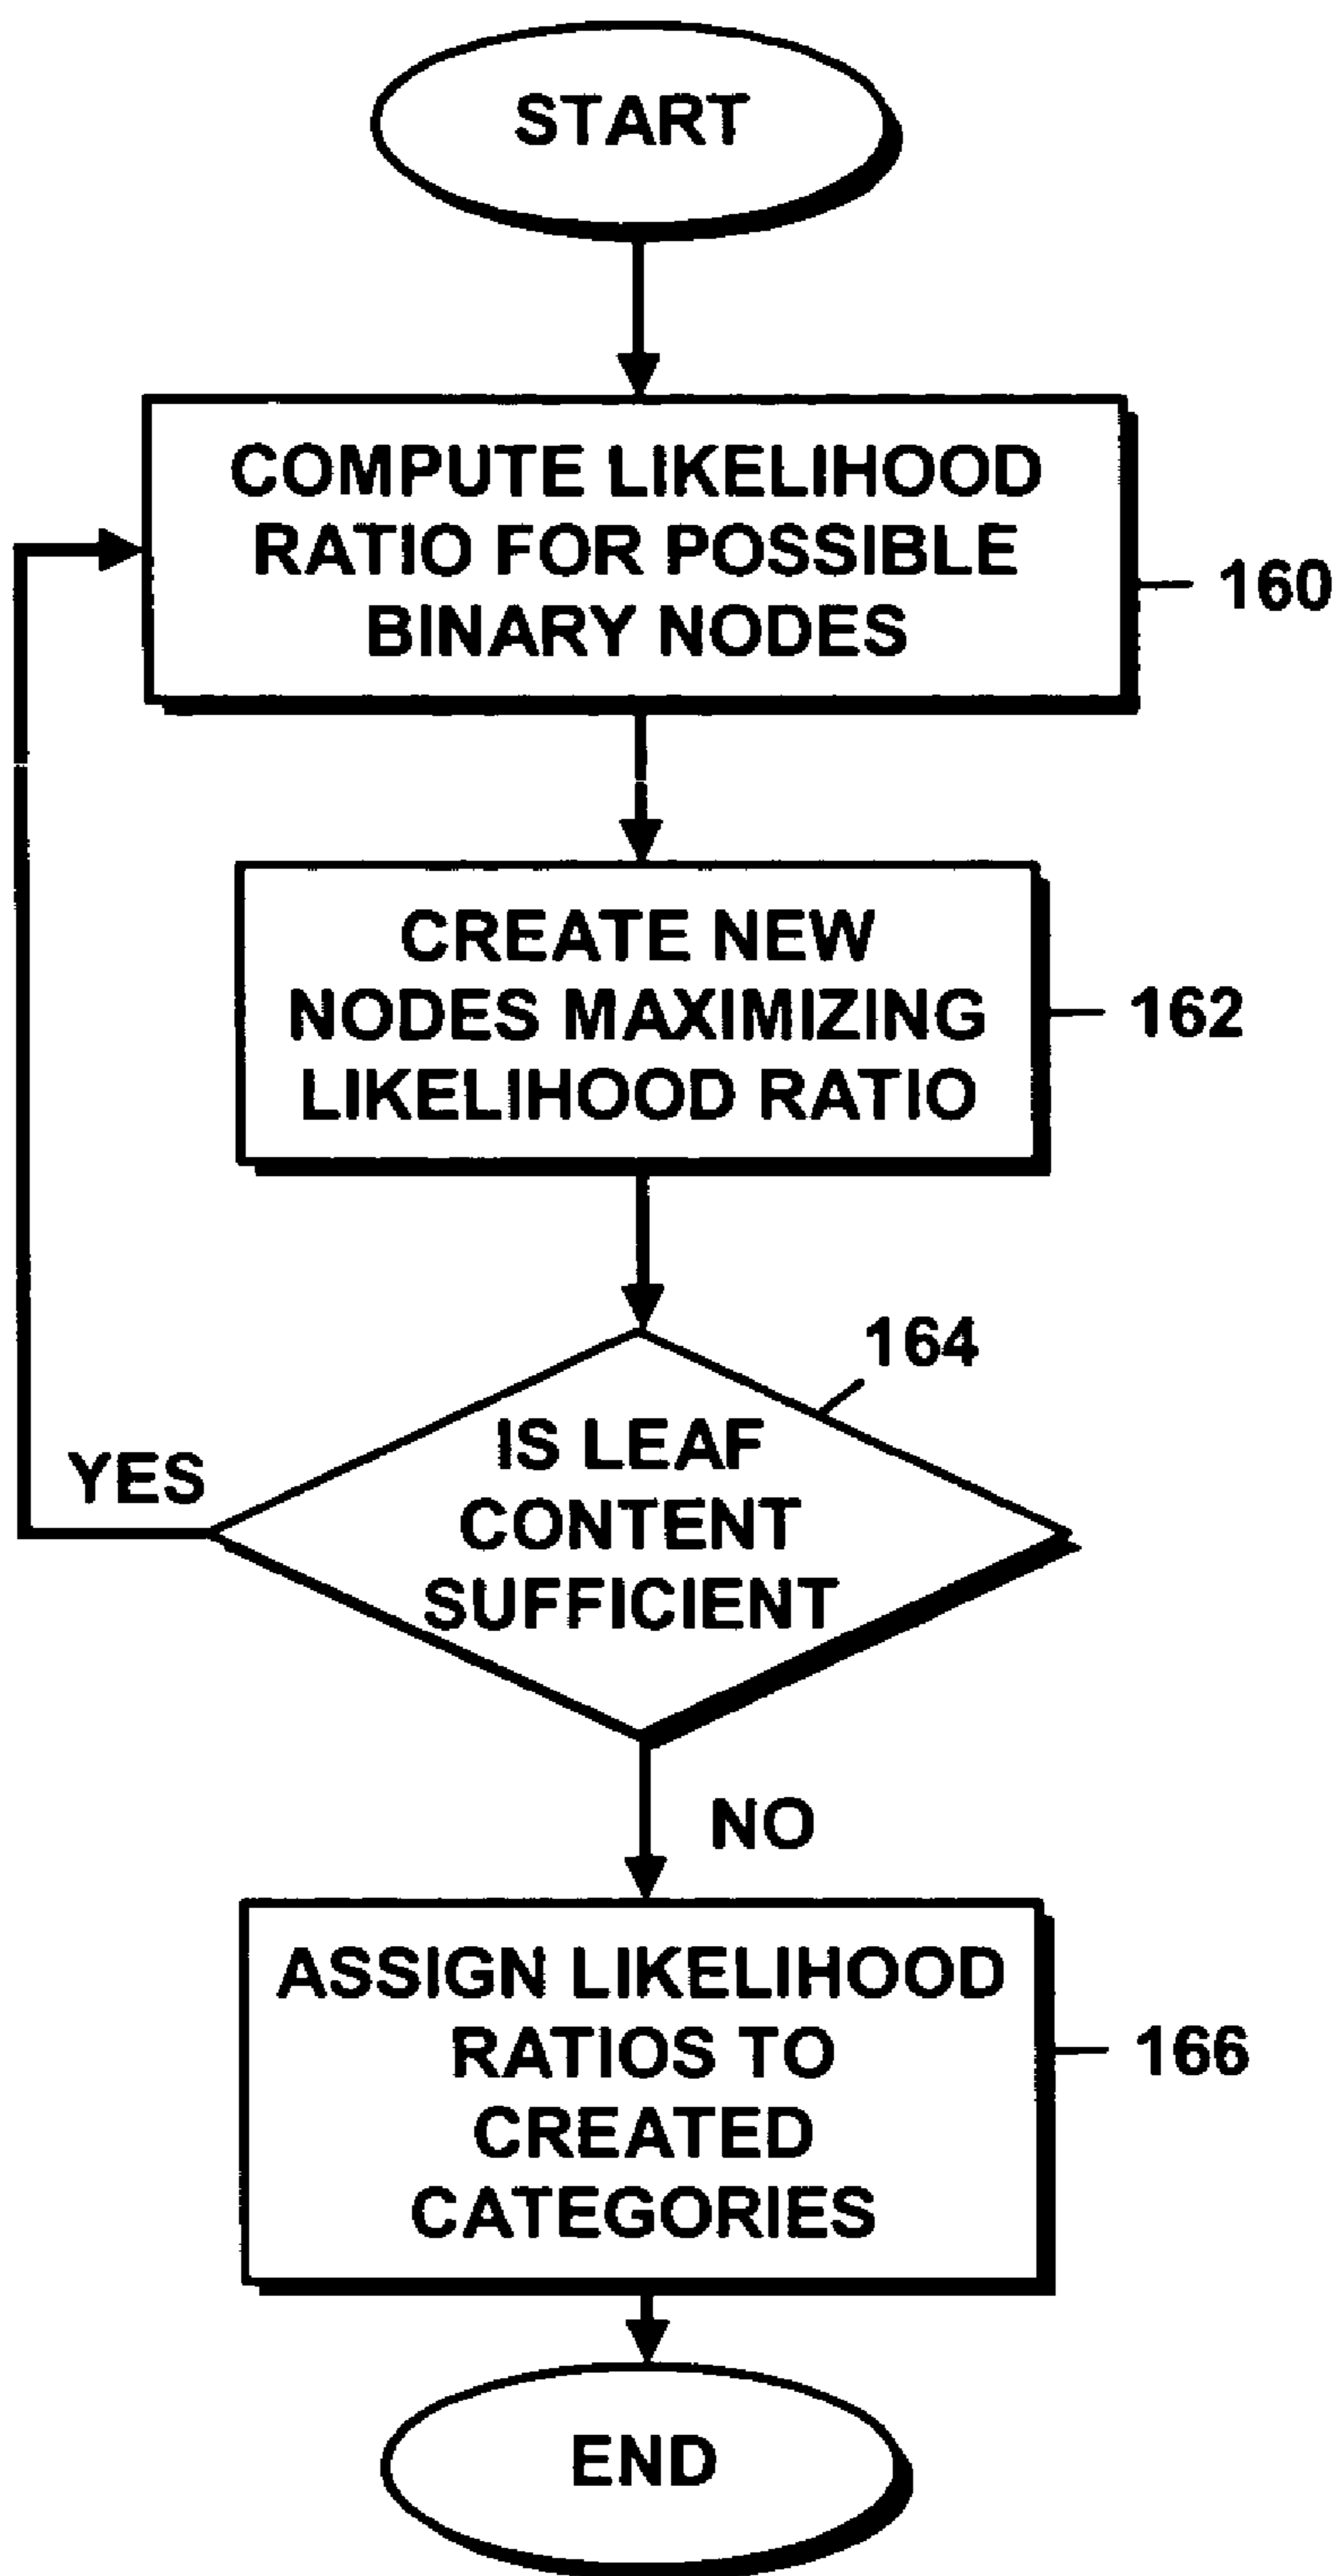 START
COMPUTE LIKELIHOOD
RATIO FOR POSSIBLE
BINARY NODES
160
CREATE NEW
NODES MAXIMIZING
LIKELIHOOD RATIO
162
164
IS LEAF
CONTENT
SUFFICIENT
YES
NO
ASSIGN LIKELIHOOD
RATIOS TO
CREATED
CATEGORIES
166
END